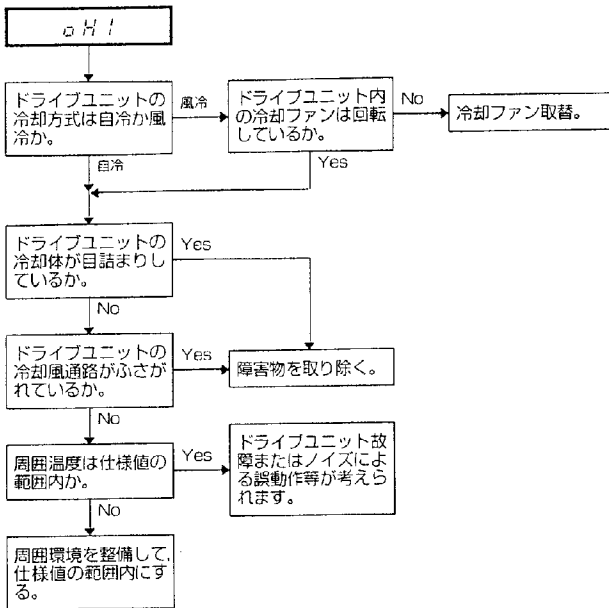 oH1
ドライブユニットの
冷却方式は自冷か風
冷か。
風冷
ドライブユニット内
の冷却ファンは回転
しているか。
No
冷却ファン取替。
自冷
Yes
ドライブユニットの
冷却体が目詰まりし
ているか。
Yes
No
ドライブユニットの
冷却風通路がふさが
れているか。
Yes
障害物を取り除く。
No
周囲温度は仕様値の
範囲内か。
Yes
ドライブユニット故
障またはノイズによ
る誤動作等が考えら
れます。
No
周囲環境を整備して,
仕様値の範囲内にす
る。